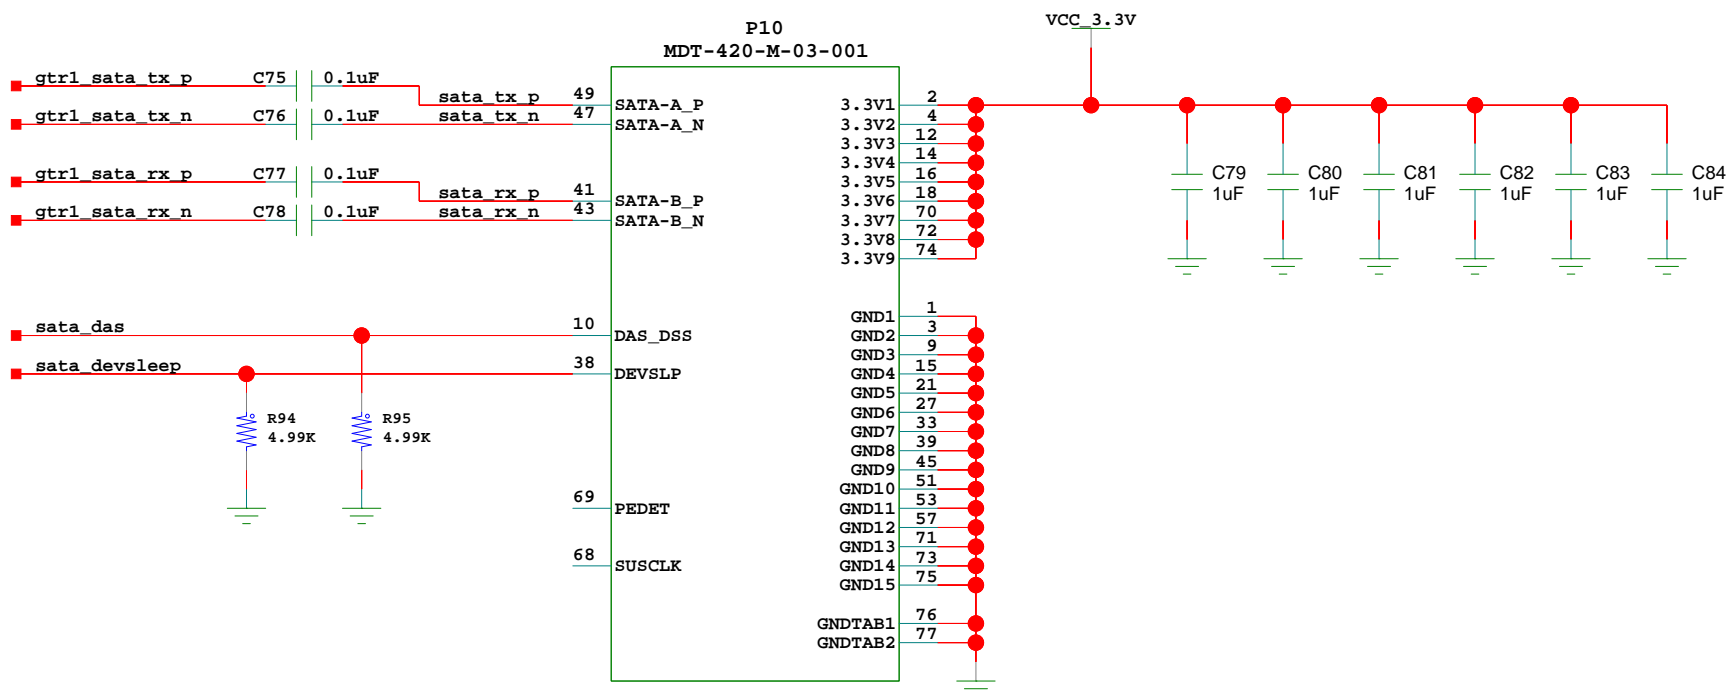 VCC_3.3V
P10
MDT-420-M-03-001
gtr1_sata_tx_p C75 0.1uF
sata_tx_p 49 SATA-A_P 3.3V1 2
gtr1_sata_tx_n C76 0.1uF sata_tx_n 47 SATA-A_N 3.3V2 4
3.3V3 12
3.3V4 14
gtr1_sata_rx_p C77 0.1uF 3.3V5 16
sata_rx_p 41 SATA-B_P 3.3V6 18
gtr1_sata_rx_n C78 0.1uF sata_rx_n 43 SATA-B_N 3.3V7 70
3.3V8 72
3.3V9 74
C79 C80 C81 C82 C83 C84
1uF 1uF 1uF 1uF 1uF 1uF
GND1 1
sata_das 10 DAS_DSS GND2 3
GND3 9
sata_devsleep 38 DEVSLP GND4 15
GND5 21
GND6 27
GND7 33
GND8 39
GND9 45
R94 R95
4.99K 4.99K
GND10 51
69 PEDET GND11 53
GND12 57
GND13 71
68 SUSCLK GND14 73
GND15 75
GNDTAB1 76
GNDTAB2 77